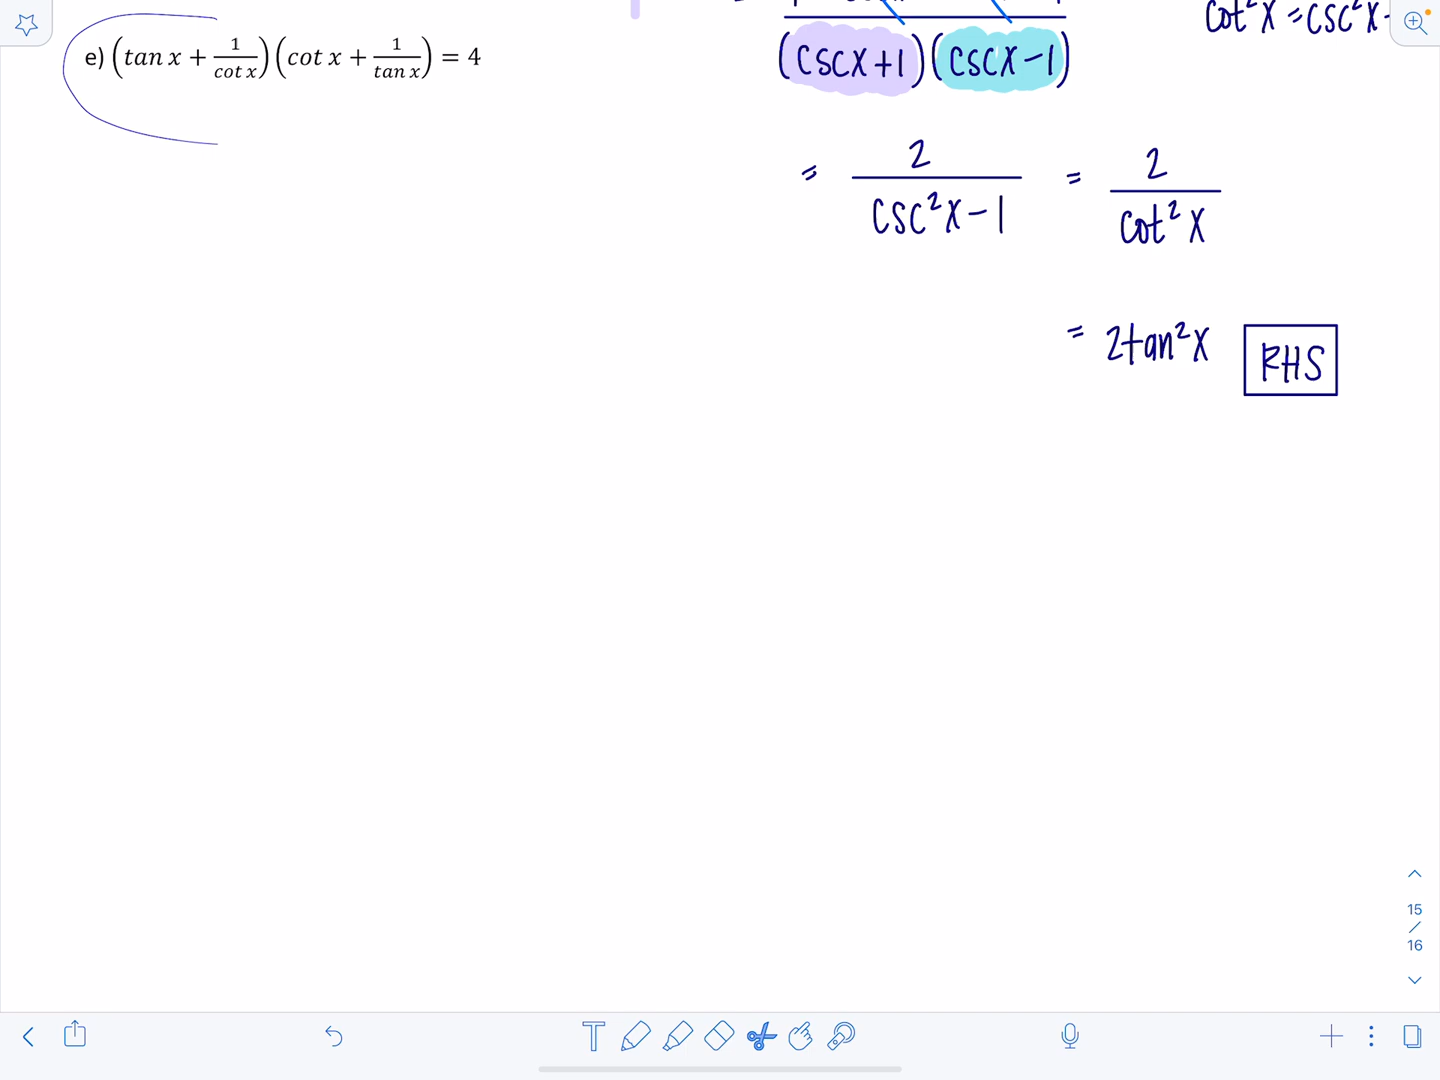 e) (tan x + 1/cot x)(cot x + 1/tan x) = 4
cot²x = csc²x-
(cscx+1)(cscx-1)
= 2/(csc²x-1) = 2/cot²x
= 2tan²x RHS
15
/
16
T